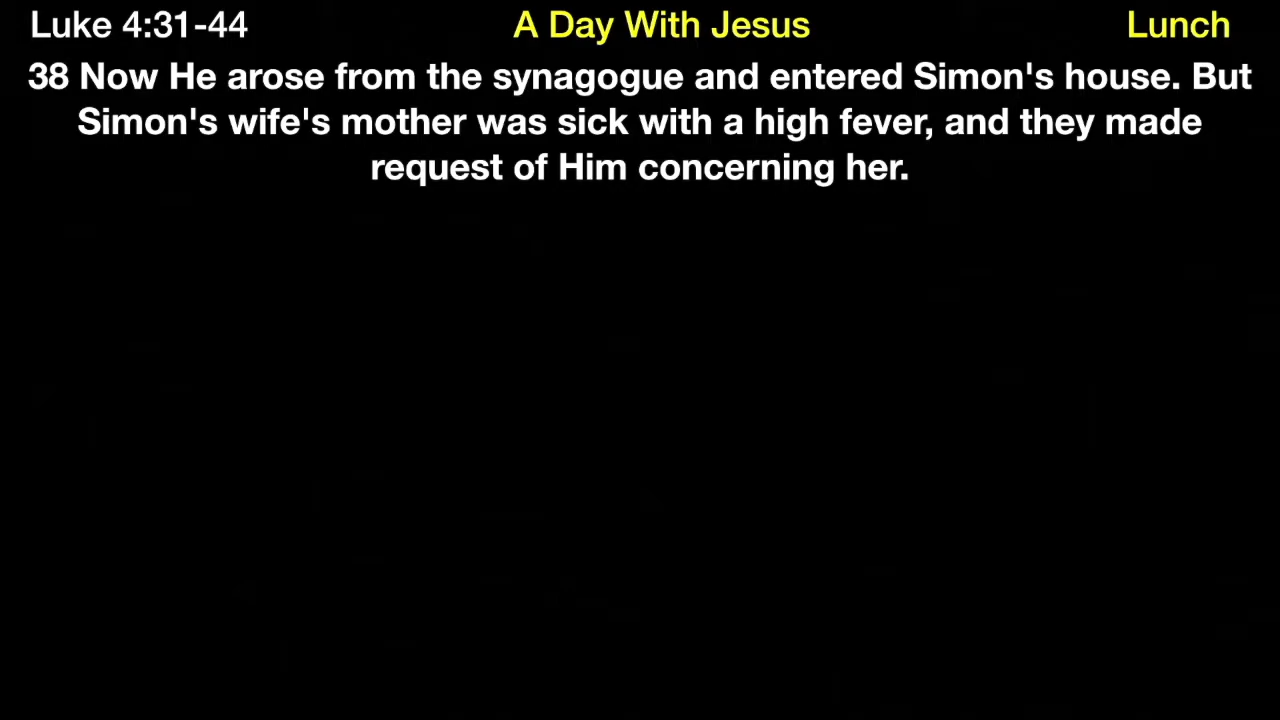 Luke 4:31-44 A Day With Jesus Lunch
38 Now He arose from the synagogue and entered Simon's house. But
Simon's wife's mother was sick with a high fever, and they made
request of Him concerning her.